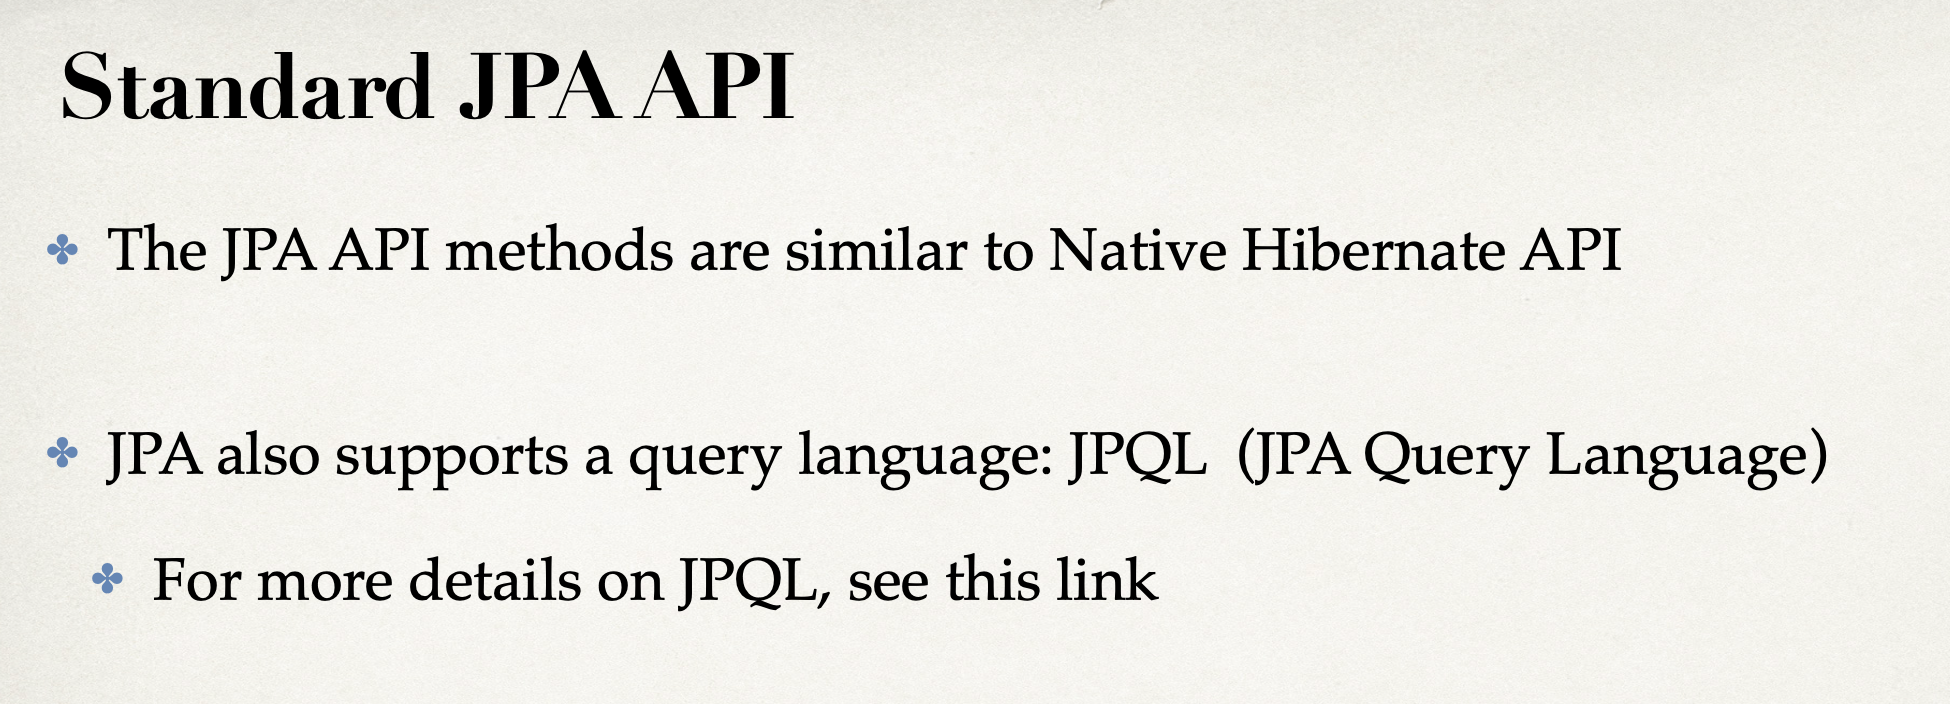 Standard JPA API
The JPA API methods are similar to Native Hibernate API
JPA also supports a query language: JPQL  (JPA Query Language)
For more details on JPQL, see this link